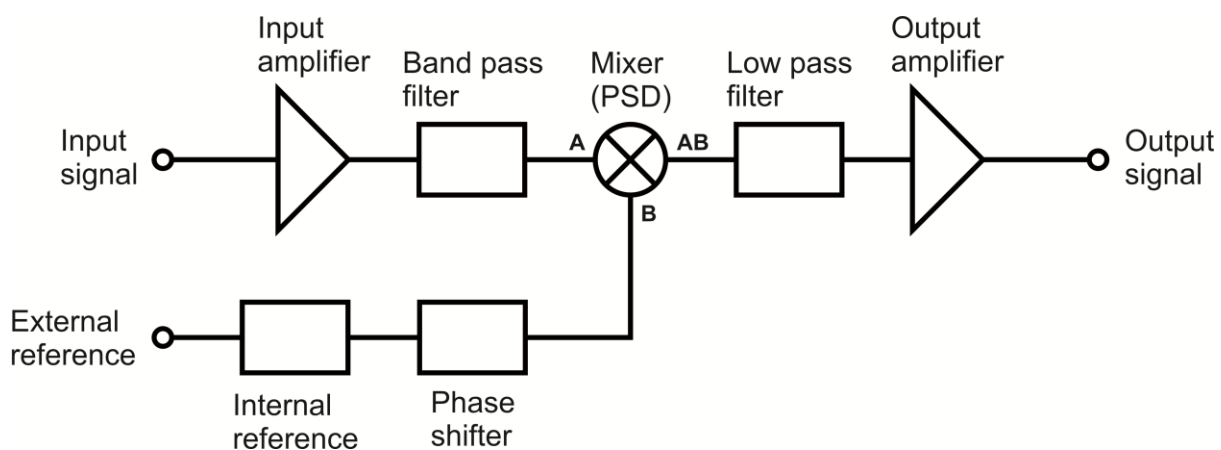 Input
amplifier
Band pass
filter
Mixer
(PSD)
Low pass
filter
Output
amplifier
Input
signal
A
AB
B
Output
signal
External
reference
Internal
reference
Phase
shifter